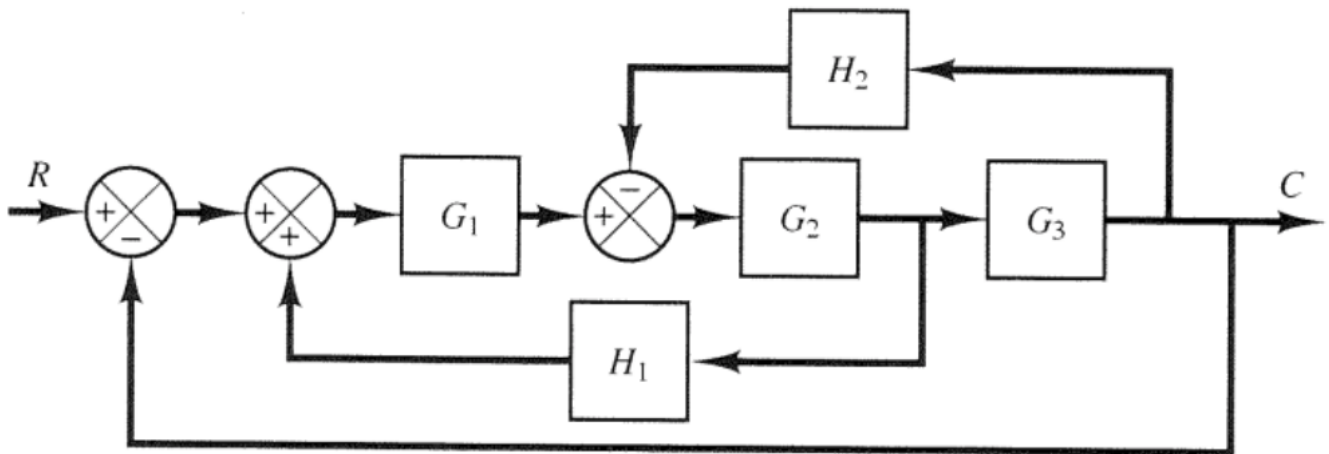 H₂
R + − + + G₁ + − G₂ G₃ C
H₁